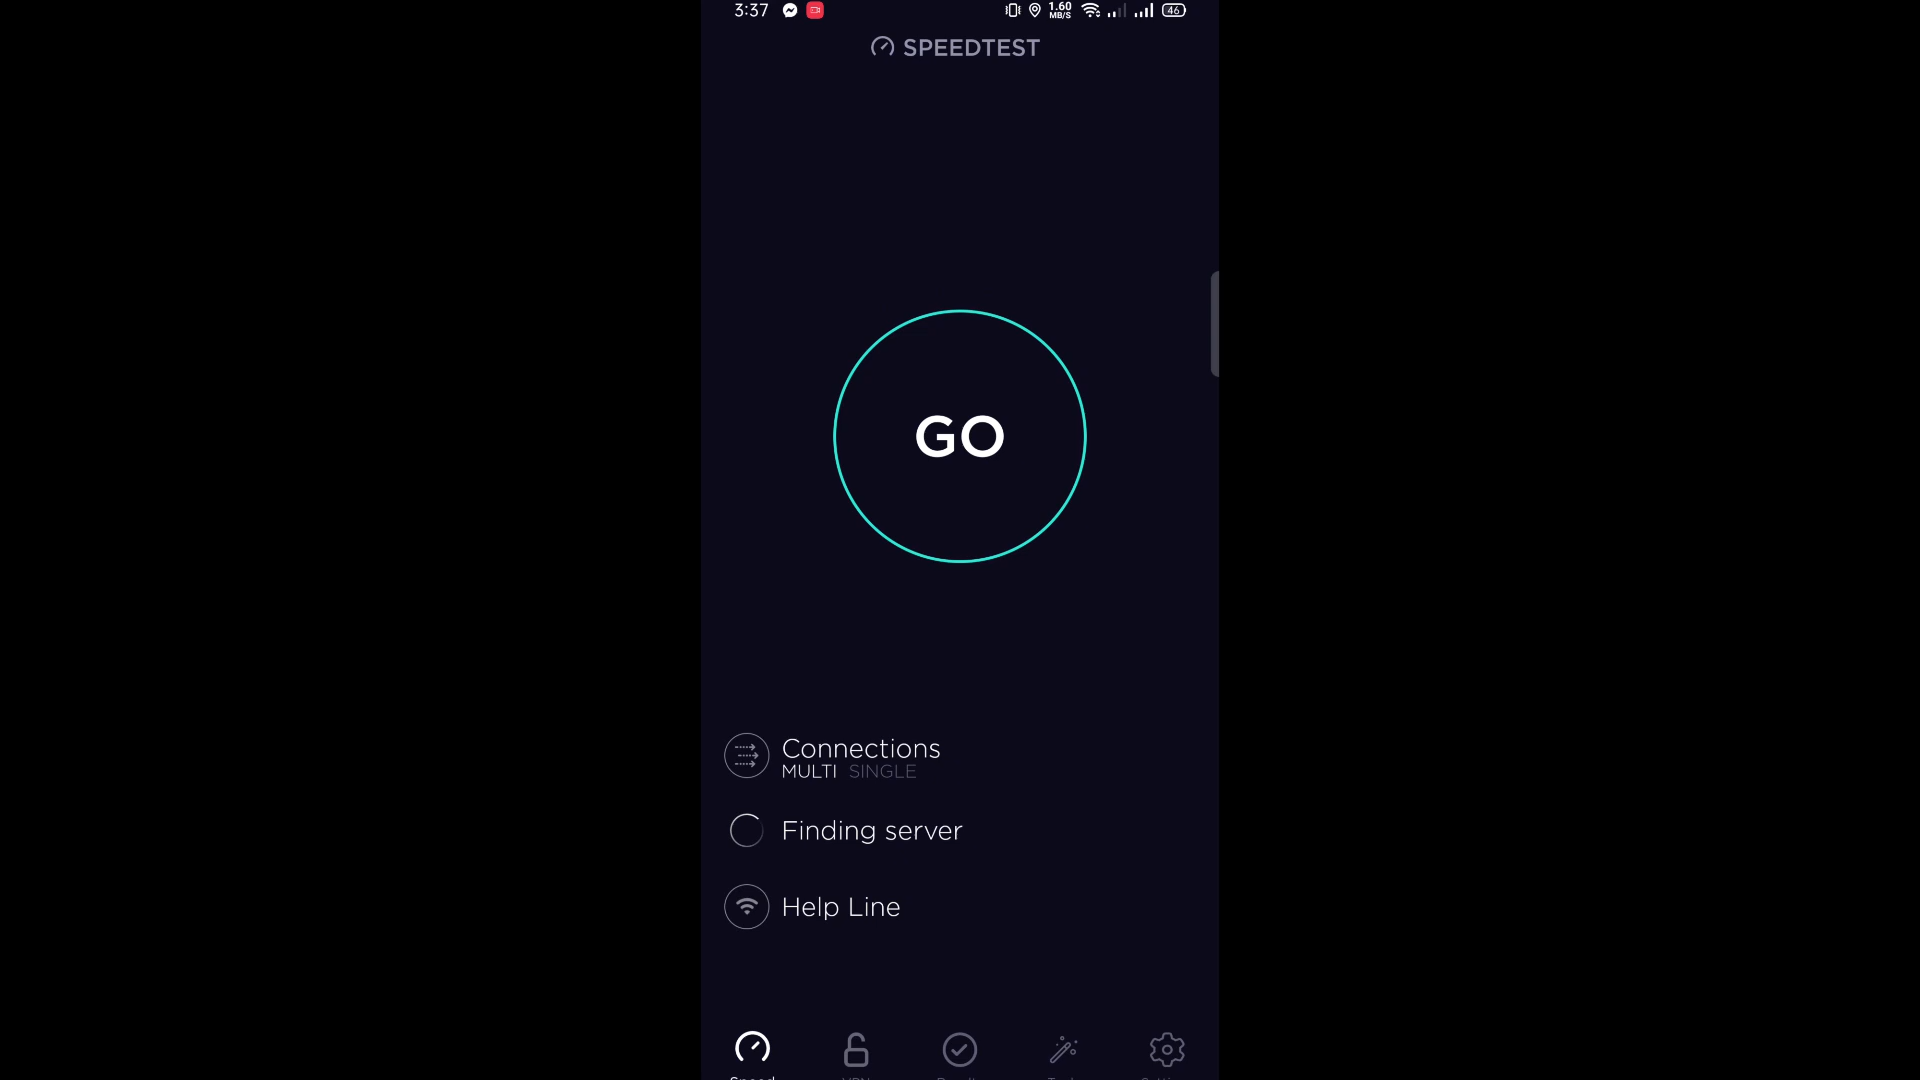 3:37
1.60
MB/S
46
SPEEDTEST
GO
Connections
MULTI SINGLE
Finding server
Help Line